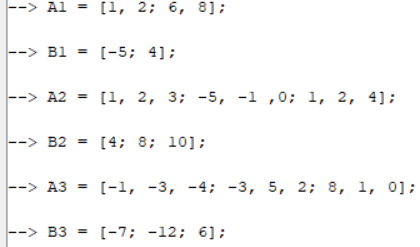 --> A1 = [1, 2; 6, 8];
--> B1 = [-5; 4];
--> A2 = [1, 2, 3; -5, -1 ,0; 1, 2, 4];
--> B2 = [4; 8; 10];
--> A3 = [-1, -3, -4; -3, 5, 2; 8, 1, 0];
--> B3 = [-7; -12; 6];